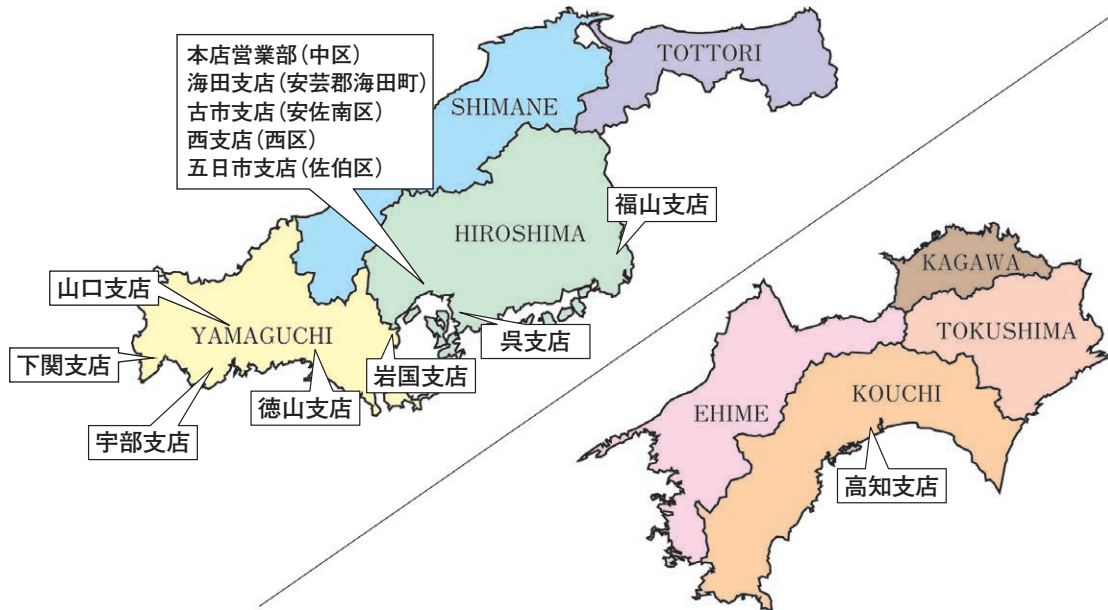 本店営業部(中区)
海田支店(安芸郡海田町)
古市支店(安佐南区)
西支店(西区)
五日市支店(佐伯区)
TOTTORI
SHIMANE
福山支店
HIROSHIMA
山口支店
YAMAGUCHI
呉支店
下関支店
岩国支店
徳山支店
宇部支店
KAGAWA
TOKUSHIMA
KOUCHI
EHIME
高知支店